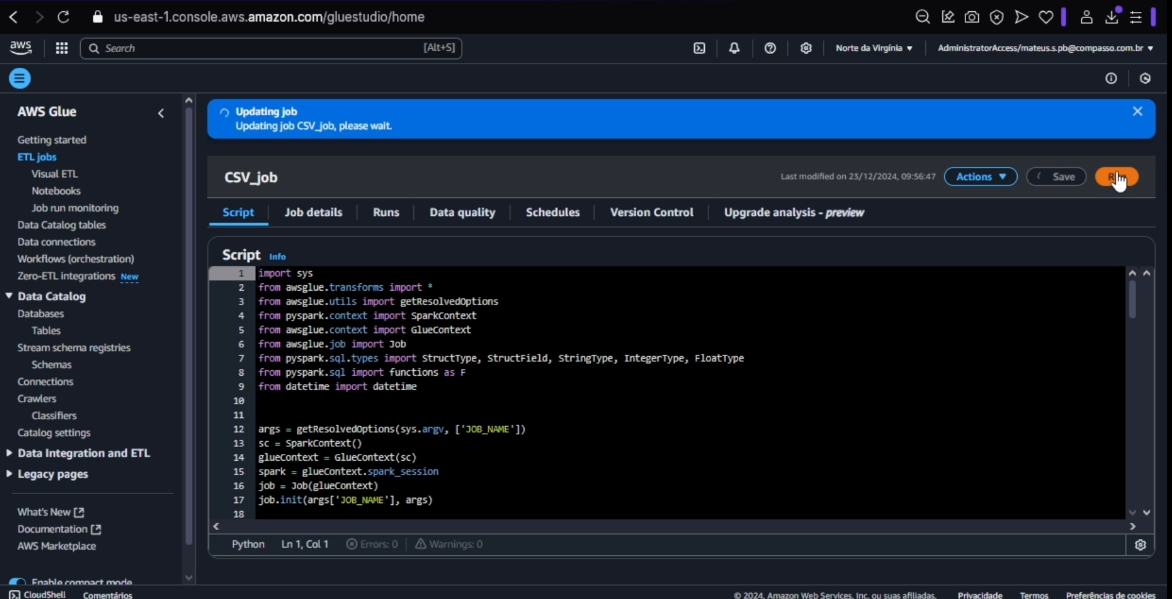 us-east-1.console.aws.amazon.com/gluestudio/home
aws
Search
[Alt+S]
Norte da Virgínia
AdministratorAccess/mateus.s.pb@compasso.com.br
AWS Glue
Getting started
ETL jobs
Visual ETL
Notebooks
Job run monitoring
Data Catalog tables
Data connections
Workflows (orchestration)
Zero-ETL integrations New
Data Catalog
Databases
Tables
Stream schema registries
Schemas
Connections
Crawlers
Classifiers
Catalog settings
Data Integration and ETL
Legacy pages
What's New
Documentation
AWS Marketplace
Enable compact mode
Updating job
Updating job CSV_job, please wait.
CSV_job
Last modified on 23/12/2024, 09:56:47
Actions
Save
Script
Job details
Runs
Data quality
Schedules
Version Control
Upgrade analysis - preview
Script Info
1 import sys
2 from awsglue.transforms import *
3 from awsglue.utils import getResolvedOptions
4 from pyspark.context import SparkContext
5 from awsglue.context import GlueContext
6 from awsglue.job import Job
7 from pyspark.sql.types import StructType, StructField, StringType, IntegerType, FloatType
8 from pyspark.sql import functions as F
9 from datetime import datetime
10
11
12 args = getResolvedOptions(sys.argv, ['JOB_NAME'])
13 sc = SparkContext()
14 glueContext = GlueContext(sc)
15 spark = glueContext.spark_session
16 job = Job(glueContext)
17 job.init(args['JOB_NAME'], args)
18
Python Ln 1, Col 1 Errors: 0 Warnings: 0
CloudShell Comentários
© 2024, Amazon Web Services, Inc. ou suas afiliadas. Privacidade Termos Preferências de cookies